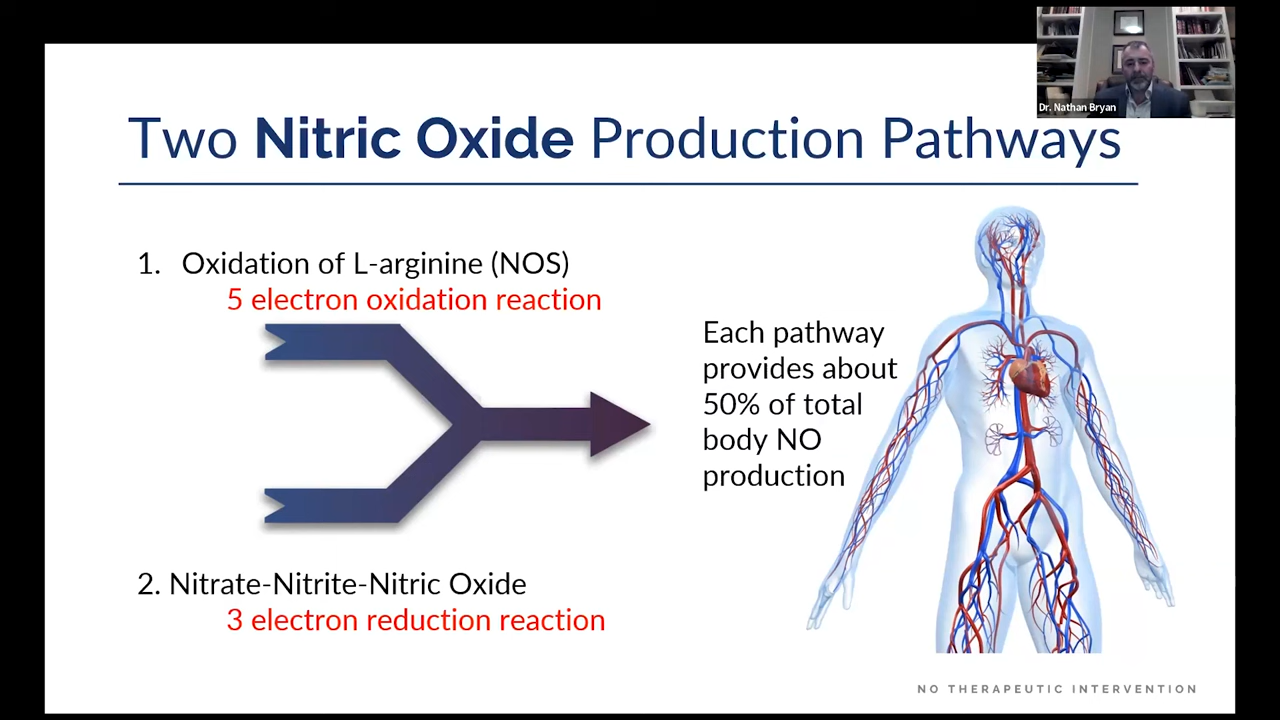 Dr. Nathan Bryan
Two Nitric Oxide Production Pathways
1. Oxidation of L-arginine (NOS)
5 electron oxidation reaction
Each pathway
provides about
50% of total
body NO
production
2. Nitrate-Nitrite-Nitric Oxide
3 electron reduction reaction
NO THERAPEUTIC INTERVENTION